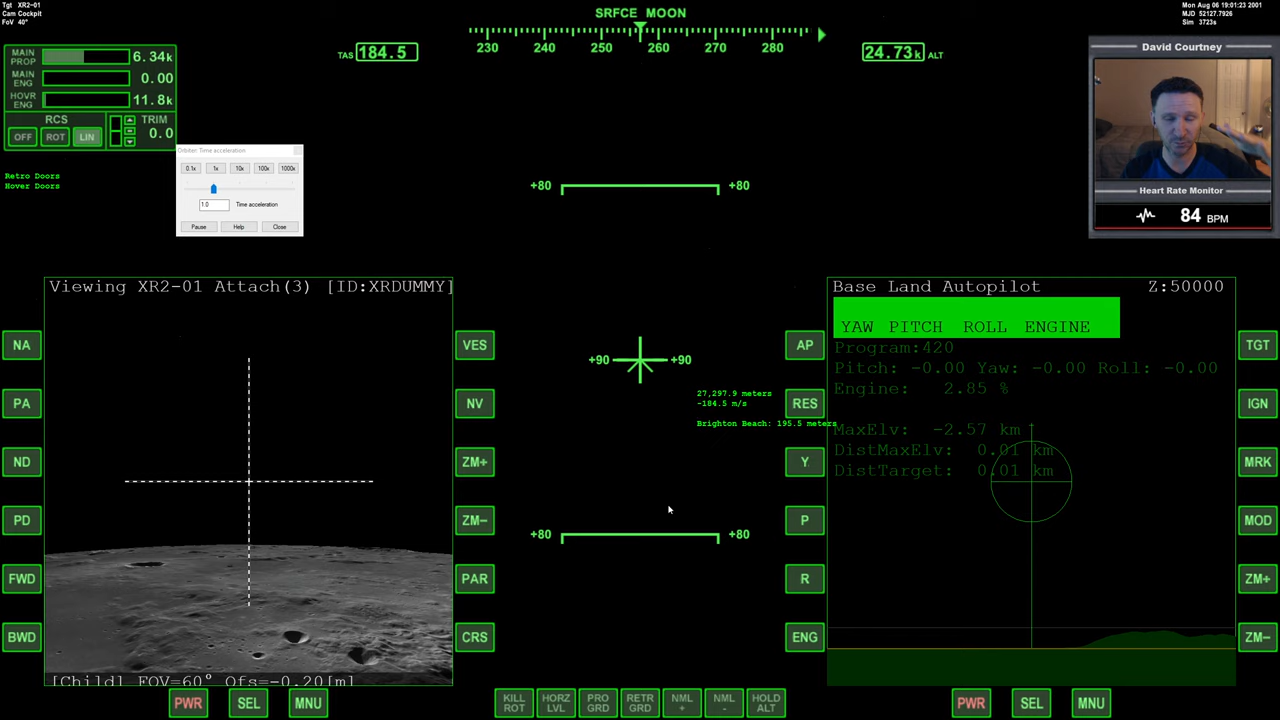 Tgt XR2-01
Cam Cockpit
FoV 40°
SRFCE MOON
Mon Aug 06 19:01:23 2001
MJD 52127.7926
Sim 3723s
230 240 250 260 270 280
TAS 184.5
24.73k ALT
MAIN PROP 6.34k
MAIN ENG 0.00
HOVR ENG 11.8k
RCS TRIM
OFF ROT LIN 0.0
Retro Doors
Hover Doors
Orbiter: Time acceleration
0.1x 1x 10x 100x 1000x
1.0 Time acceleration
Pause Help Close
David Courtney
Heart Rate Monitor
84 BPM
+80 +80
+90 +90
27,297.9 meters
-184.5 m/s
Brighton Beach: 195.5 meters
+80 +80
Viewing XR2-01 Attach(3) [ID:XRDUMMY]
[Child] FOV=60° Ofs=-0.20[m]
NA
PA
ND
PD
FWD
BWD
VES
NV
ZM+
ZM-
PAR
CRS
PWR SEL MNU
KILL ROT
HORZ LVL
PRO GRD
RETR GRD
NML +
NML -
HOLD ALT
Base Land Autopilot Z:50000
YAW PITCH ROLL ENGINE
Program:420
Pitch: -0.00 Yaw: -0.00 Roll: -0.00
Engine: 2.85 %
MaxElv: -2.57 km
DistMaxElv: 0.01 km
DistTarget: 0.01 km
AP
RES
Y
P
R
ENG
TGT
IGN
MRK
MOD
ZM+
ZM-
PWR SEL MNU